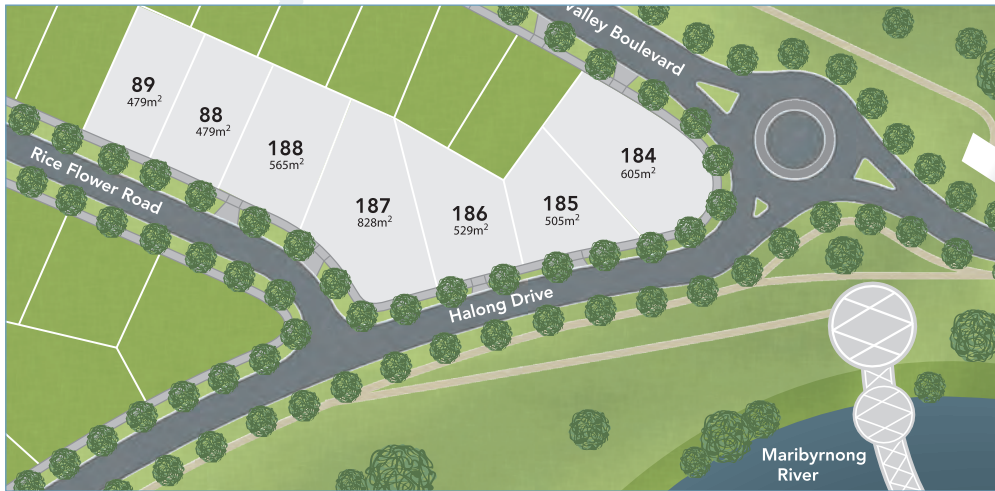 Valley Boulevard
89
479m²
88
479m²
188
565m²
187
828m²
186
529m²
185
505m²
184
605m²
Rice Flower Road
Halong Drive
Maribyrnong
River